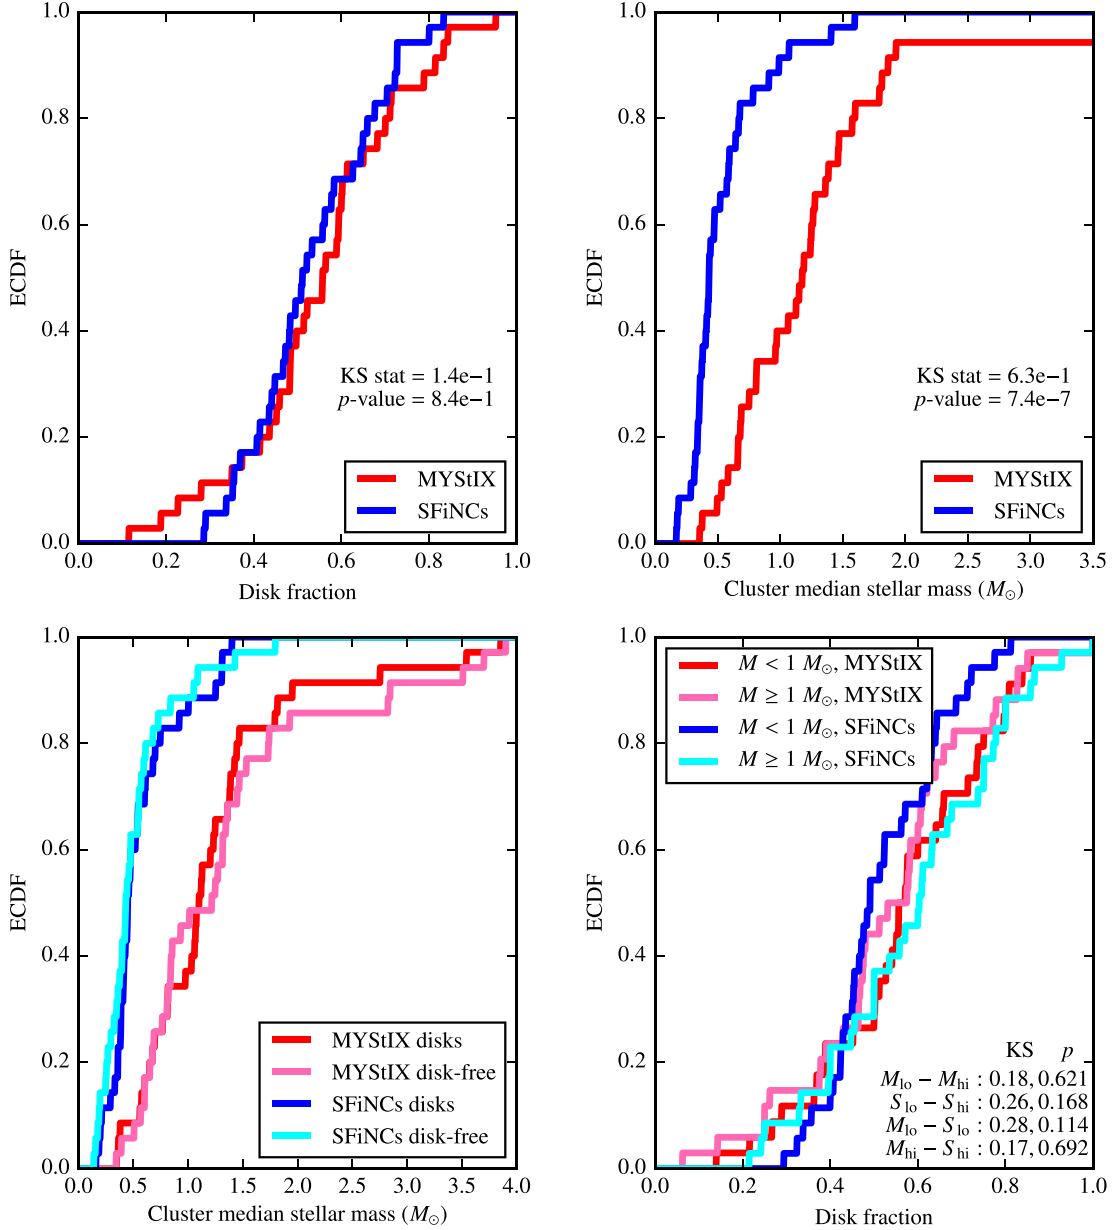 1.0
0.8
0.6
0.4
0.2
0.0
ECDF
KS stat = 1.4e−1
p-value = 8.4e−1
MYStIX
SFiNCs
0.0 0.2 0.4 0.6 0.8 1.0
Disk fraction
1.0
0.8
0.6
0.4
0.2
0.0
ECDF
KS stat = 6.3e−1
p-value = 7.4e−7
MYStIX
SFiNCs
0.0 0.5 1.0 1.5 2.0 2.5 3.0 3.5
Cluster median stellar mass (M☉)
1.0
0.8
0.6
0.4
0.2
0.0
ECDF
MYStIX disks
MYStIX disk-free
SFiNCs disks
SFiNCs disk-free
0.0 0.5 1.0 1.5 2.0 2.5 3.0 3.5 4.0
Cluster median stellar mass (M☉)
1.0
0.8
0.6
0.4
0.2
0.0
ECDF
M < 1 M☉, MYStIX
M ≥ 1 M☉, MYStIX
M < 1 M☉, SFiNCs
M ≥ 1 M☉, SFiNCs
KS p
Mlo − Mhi : 0.18, 0.621
Slo − Shi : 0.26, 0.168
Mlo − Slo : 0.28, 0.114
Mhi − Shi : 0.17, 0.692
0.0 0.2 0.4 0.6 0.8 1.0
Disk fraction